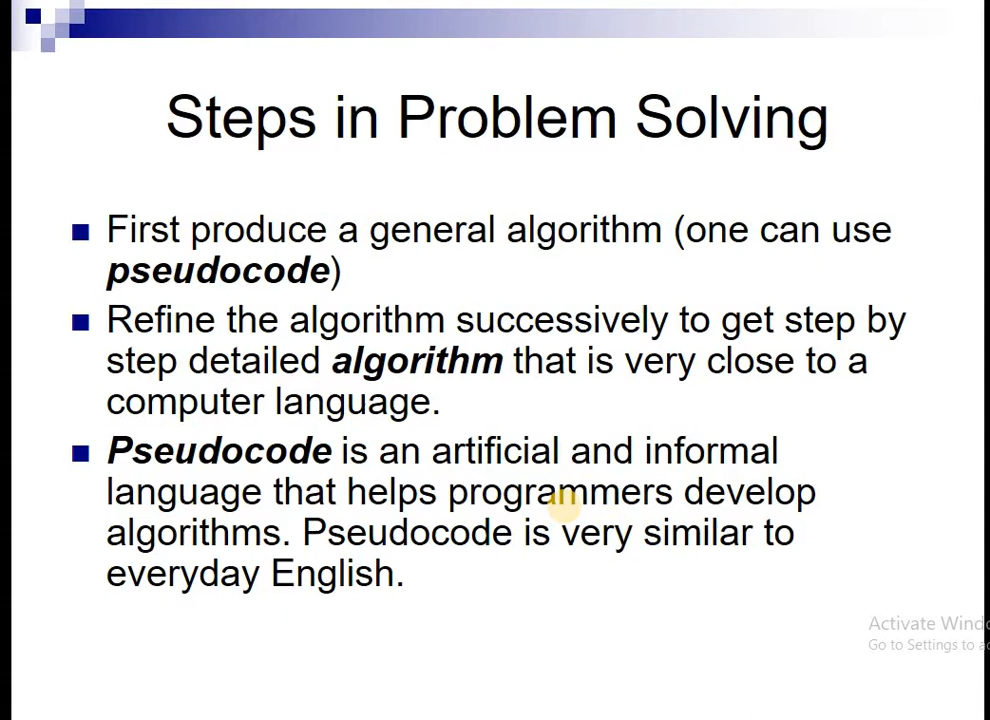 Steps in Problem Solving
First produce a general algorithm (one can use
pseudocode)
Refine the algorithm successively to get step by
step detailed algorithm that is very close to a
computer language.
Pseudocode is an artificial and informal
language that helps programmers develop
algorithms. Pseudocode is very similar to
everyday English.
Activate Windo
Go to Settings to a